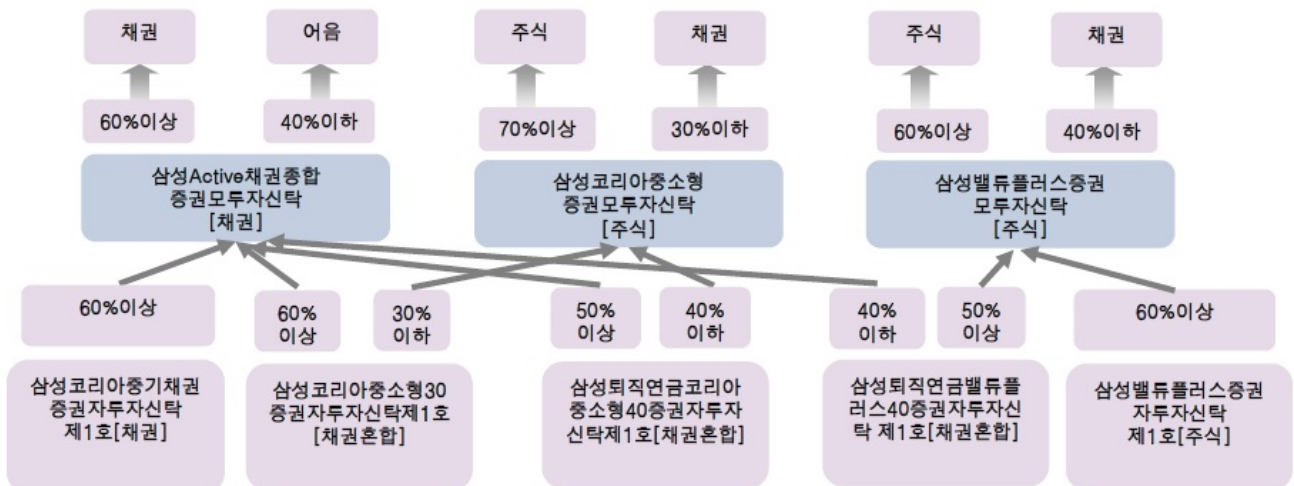 채권
어음
주식
채권
주식
채권
60%이상
40%이하
70%이상
30%이하
60%이상
40%이하
삼성Active채권종합
증권모투자신탁
[채권]
삼성코리아중소형
증권모투자신탁
[주식]
삼성밸류플러스증권
모투자신탁
[주식]
60%이상
60%
이상
30%
이하
50%
이상
40%
이하
40%
이하
50%
이상
60%이상
삼성코리아중기채권
증권자투자신탁
제1호[채권]
삼성코리아중소형30
증권자투자신탁제1호
[채권혼합]
삼성퇴직연금코리아
중소형40증권자투자
신탁제1호[채권혼합]
삼성퇴직연금밸류플
러스40증권자투자신
탁 제1호[채권혼합]
삼성밸류플러스증권
자투자신탁
제1호[주식]